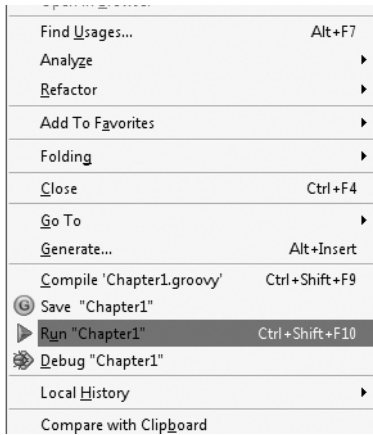 Find Usages... Alt+F7
Analyze
Refactor
Add To Favorites
Folding
Close Ctrl+F4
Go To
Generate... Alt+Insert
Compile 'Chapter1.groovy' Ctrl+Shift+F9
G Save "Chapter1"
Run "Chapter1" Ctrl+Shift+F10
Debug "Chapter1"
Local History
Compare with Clipboard